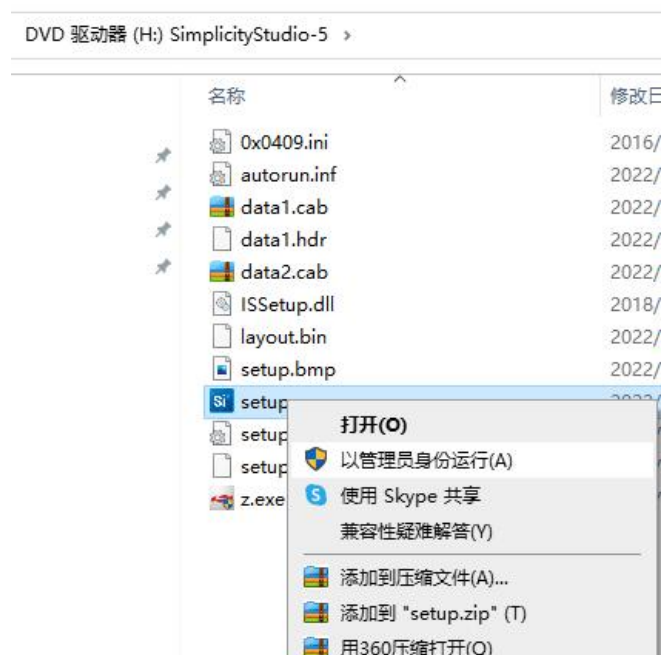 DVD 驱动器 (H:) SimplicityStudio-5 >
名称 修改日
0x0409.ini 2016/
autorun.inf 2022/
data1.cab 2022/
data1.hdr 2022/
data2.cab 2022/
ISSetup.dll 2018/
layout.bin 2022/
setup.bmp 2022/
setup
打开(O)
setup
以管理员身份运行(A)
setup
使用 Skype 共享
z.exe
兼容性疑难解答(Y)
添加到压缩文件(A)...
添加到 "setup.zip" (T)
用360压缩打开(Q)